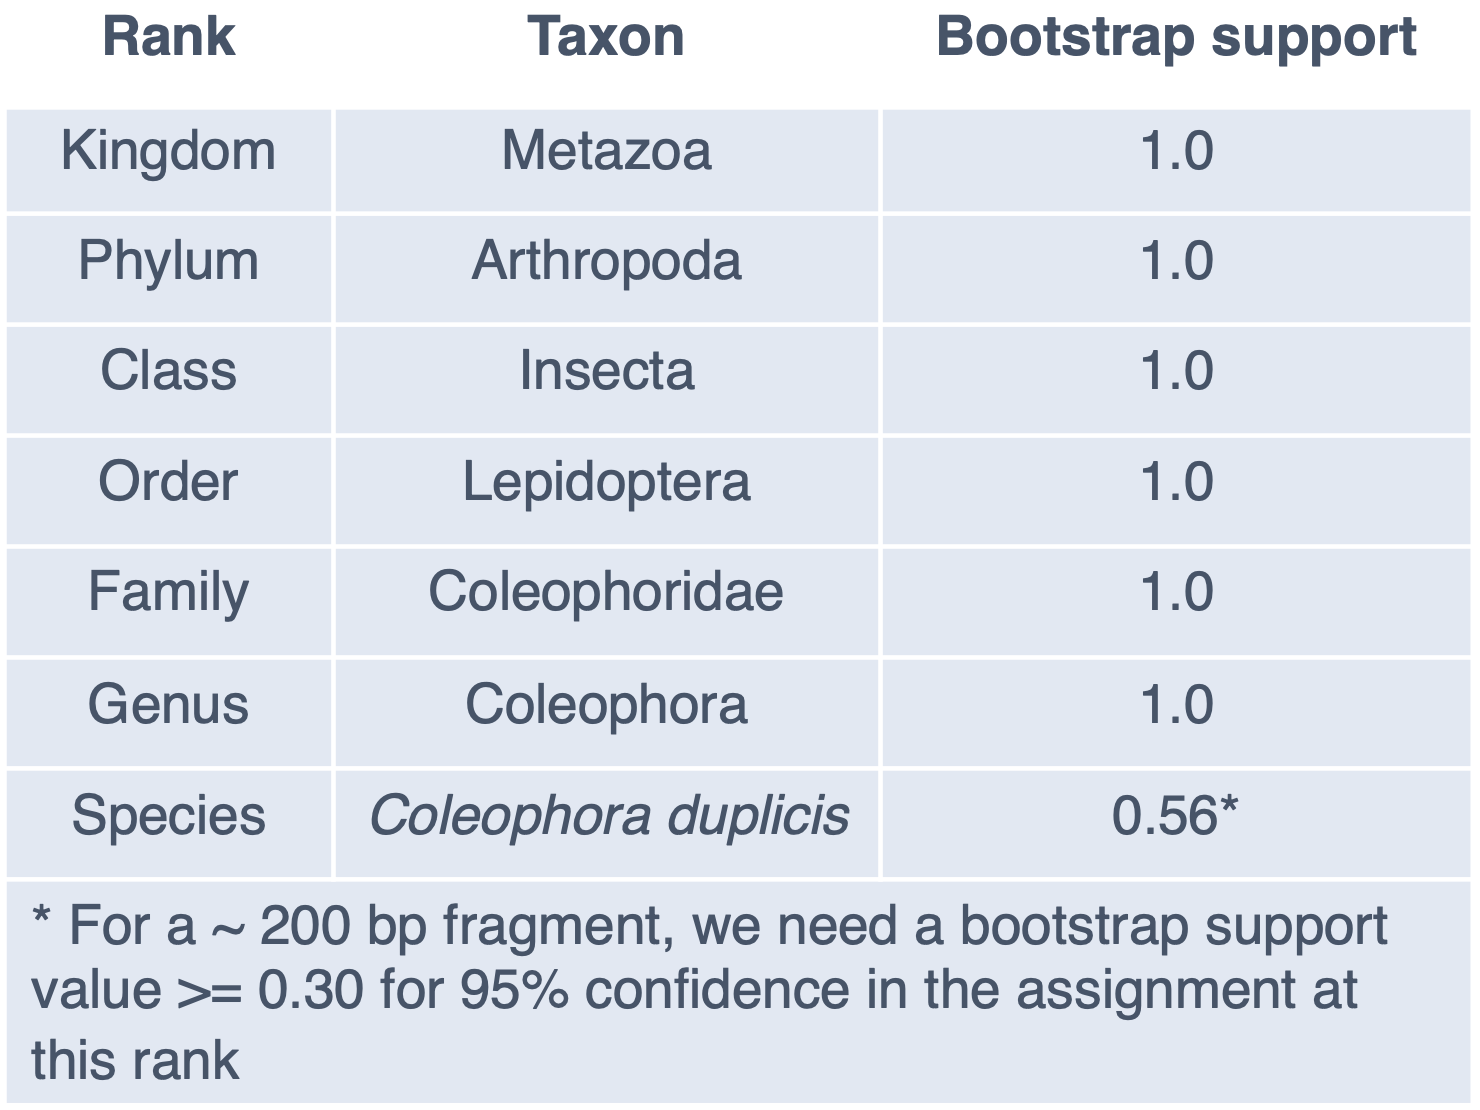 Rank Taxon Bootstrap support
Kingdom Metazoa 1.0
Phylum Arthropoda 1.0
Class Insecta 1.0
Order Lepidoptera 1.0
Family Coleophoridae 1.0
Genus Coleophora 1.0
Species Coleophora duplicis 0.56*
* For a ~ 200 bp fragment, we need a bootstrap support
value >= 0.30 for 95% confidence in the assignment at
this rank